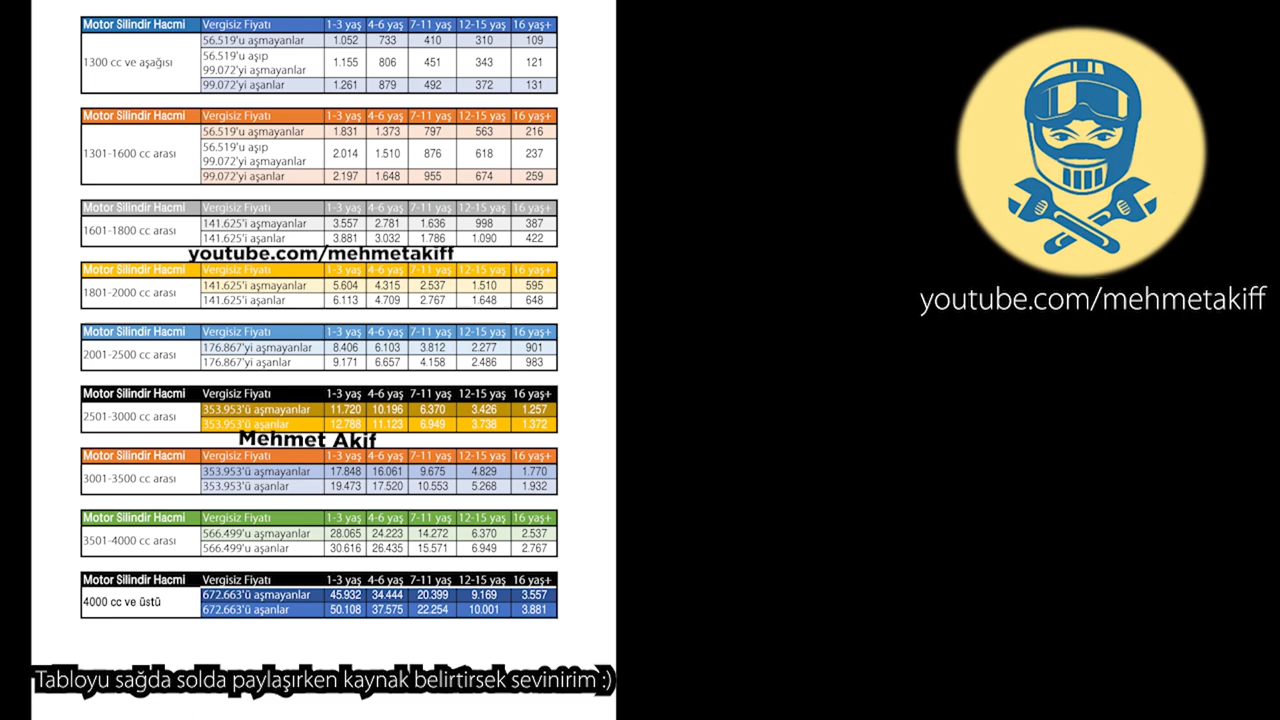 Motor Silindir Hacmi Vergisiz Fiyatı 1-3 yaş 4-6 yaş 7-11 yaş 12-15 yaş 16 yaş+
56.519'u aşmayanlar 1.052 733 410 310 109
1300 cc ve aşağısı 56.519'u aşıp 99.072'yi aşmayanlar 1.155 806 451 343 121
99.072'yi aşanlar 1.261 879 492 372 131
Motor Silindir Hacmi Vergisiz Fiyatı 1-3 yaş 4-6 yaş 7-11 yaş 12-15 yaş 16 yaş+
56.519'u aşmayanlar 1.831 1.373 797 563 216
1301-1600 cc arası 56.519'u aşıp 99.072'yi aşmayanlar 2.014 1.510 876 618 237
99.072'yi aşanlar 2.197 1.648 955 674 259
Motor Silindir Hacmi Vergisiz Fiyatı 1-3 yaş 4-6 yaş 7-11 yaş 12-15 yaş 16 yaş+
1601-1800 cc arası 141.625'i aşmayanlar 3.557 2.781 1.636 998 387
141.625'i aşanlar 3.881 3.032 1.786 1.090 422
youtube.com/mehmetakiff
Motor Silindir Hacmi Vergisiz Fiyatı 1-3 yaş 4-6 yaş 7-11 yaş 12-15 yaş 16 yaş+
1801-2000 cc arası 141.625'i aşmayanlar 5.604 4.315 2.537 1.510 595
141.625'i aşanlar 6.113 4.709 2.767 1.648 648
Motor Silindir Hacmi Vergisiz Fiyatı 1-3 yaş 4-6 yaş 7-11 yaş 12-15 yaş 16 yaş+
2001-2500 cc arası 176.867'yi aşmayanlar 8.406 6.103 3.812 2.277 901
176.867'yi aşanlar 9.171 6.657 4.158 2.486 983
Motor Silindir Hacmi Vergisiz Fiyatı 1-3 yaş 4-6 yaş 7-11 yaş 12-15 yaş 16 yaş+
2501-3000 cc arası 353.953'ü aşmayanlar 11.720 10.196 6.370 3.426 1.257
353.953'ü aşanlar 12.788 11.123 6.949 3.738 1.372
Mehmet Akif
Motor Silindir Hacmi Vergisiz Fiyatı 1-3 yaş 4-6 yaş 7-11 yaş 12-15 yaş 16 yaş+
3001-3500 cc arası 353.953'ü aşmayanlar 17.848 16.061 9.675 4.829 1.770
353.953'ü aşanlar 19.473 17.520 10.553 5.268 1.932
Motor Silindir Hacmi Vergisiz Fiyatı 1-3 yaş 4-6 yaş 7-11 yaş 12-15 yaş 16 yaş+
3501-4000 cc arası 566.499'u aşmayanlar 28.065 24.223 14.272 6.370 2.537
566.499'u aşanlar 30.616 26.435 15.571 6.949 2.767
Motor Silindir Hacmi Vergisiz Fiyatı 1-3 yaş 4-6 yaş 7-11 yaş 12-15 yaş 16 yaş+
4000 cc ve üstü 672.663'ü aşmayanlar 45.932 34.444 20.399 9.169 3.557
672.663'ü aşanlar 50.108 37.575 22.254 10.001 3.881
Tabloyu sağda solda paylaşırken kaynak belirtirsek sevinirim :)
youtube.com/mehmetakiff